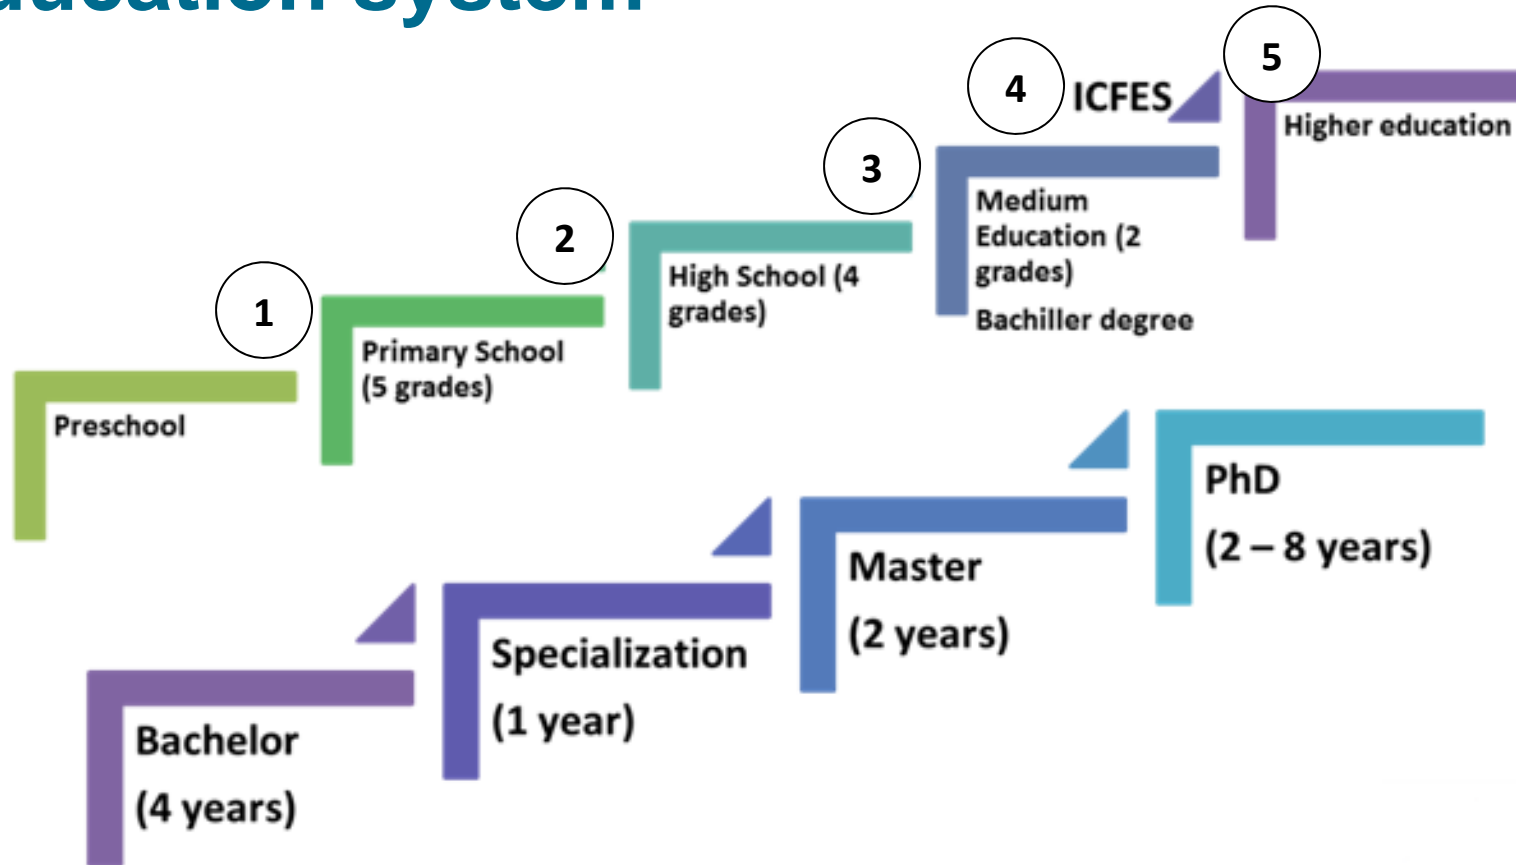 ducation system
1
2
3
4
5
ICFES
Higher education
Medium
Education (2
grades)
Bachiller degree
High School (4
grades)
Primary School
(5 grades)
Preschool
PhD
(2 – 8 years)
Master
(2 years)
Specialization
(1 year)
Bachelor
(4 years)